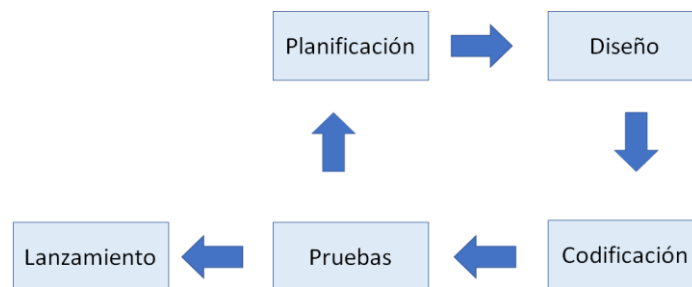 Planificación
Diseño
Lanzamiento
Pruebas
Codificación